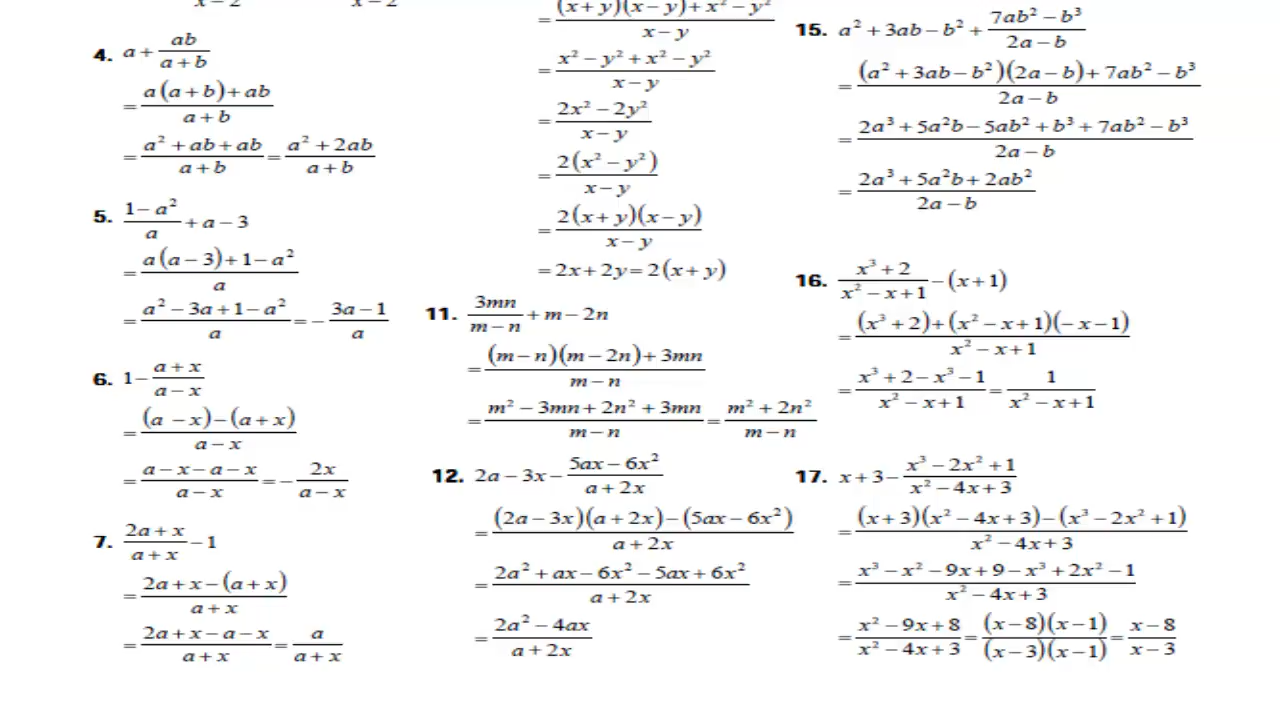 x − 2 x − 2
4. a + ab/(a + b)
= (a(a + b) + ab)/(a + b)
= (a² + ab + ab)/(a + b) = (a² + 2ab)/(a + b)
5. (1 − a²)/a + a − 3
= (a(a − 3) + 1 − a²)/a
= (a² − 3a + 1 − a²)/a = − (3a − 1)/a
6. 1 − (a + x)/(a − x)
= ((a − x) − (a + x))/(a − x)
= (a − x − a − x)/(a − x) = − 2x/(a − x)
7. (2a + x)/(a + x) − 1
= (2a + x − (a + x))/(a + x)
= (2a + x − a − x)/(a + x) = a/(a + x)
= ((x + y)(x − y) + x² − y²)/(x − y)
= (x² − y² + x² − y²)/(x − y)
= (2x² − 2y²)/(x − y)
= 2(x² − y²)/(x − y)
= 2(x + y)(x − y)/(x − y)
= 2x + 2y = 2(x + y)
11. 3mn/(m − n) + m − 2n
= ((m − n)(m − 2n) + 3mn)/(m − n)
= (m² − 3mn + 2n² + 3mn)/(m − n) = (m² + 2n²)/(m − n)
12. 2a − 3x − (5ax − 6x²)/(a + 2x)
= ((2a − 3x)(a + 2x) − (5ax − 6x²))/(a + 2x)
= (2a² + ax − 6x² − 5ax + 6x²)/(a + 2x)
= (2a² − 4ax)/(a + 2x)
15. a² + 3ab − b² + (7ab² − b³)/(2a − b)
= ((a² + 3ab − b²)(2a − b) + 7ab² − b³)/(2a − b)
= (2a³ + 5a²b − 5ab² + b³ + 7ab² − b³)/(2a − b)
= (2a³ + 5a²b + 2ab²)/(2a − b)
16. (x³ + 2)/(x² − x + 1) − (x + 1)
= ((x³ + 2) + (x² − x + 1)(− x − 1))/(x² − x + 1)
= (x³ + 2 − x³ − 1)/(x² − x + 1) = 1/(x² − x + 1)
17. x + 3 − (x³ − 2x² + 1)/(x² − 4x + 3)
= ((x + 3)(x² − 4x + 3) − (x³ − 2x² + 1))/(x² − 4x + 3)
= (x³ − x² − 9x + 9 − x³ + 2x² − 1)/(x² − 4x + 3)
= (x² − 9x + 8)/(x² − 4x + 3) = (x − 8)(x − 1)/(x − 3)(x − 1) = (x − 8)/(x − 3)